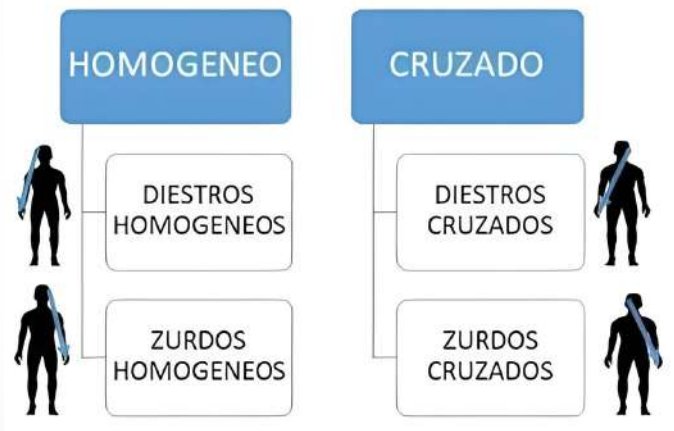 HOMOGENEO
DIESTROS
HOMOGENEOS
ZURDOS
HOMOGENEOS
CRUZADO
DIESTROS
CRUZADOS
ZURDOS
CRUZADOS